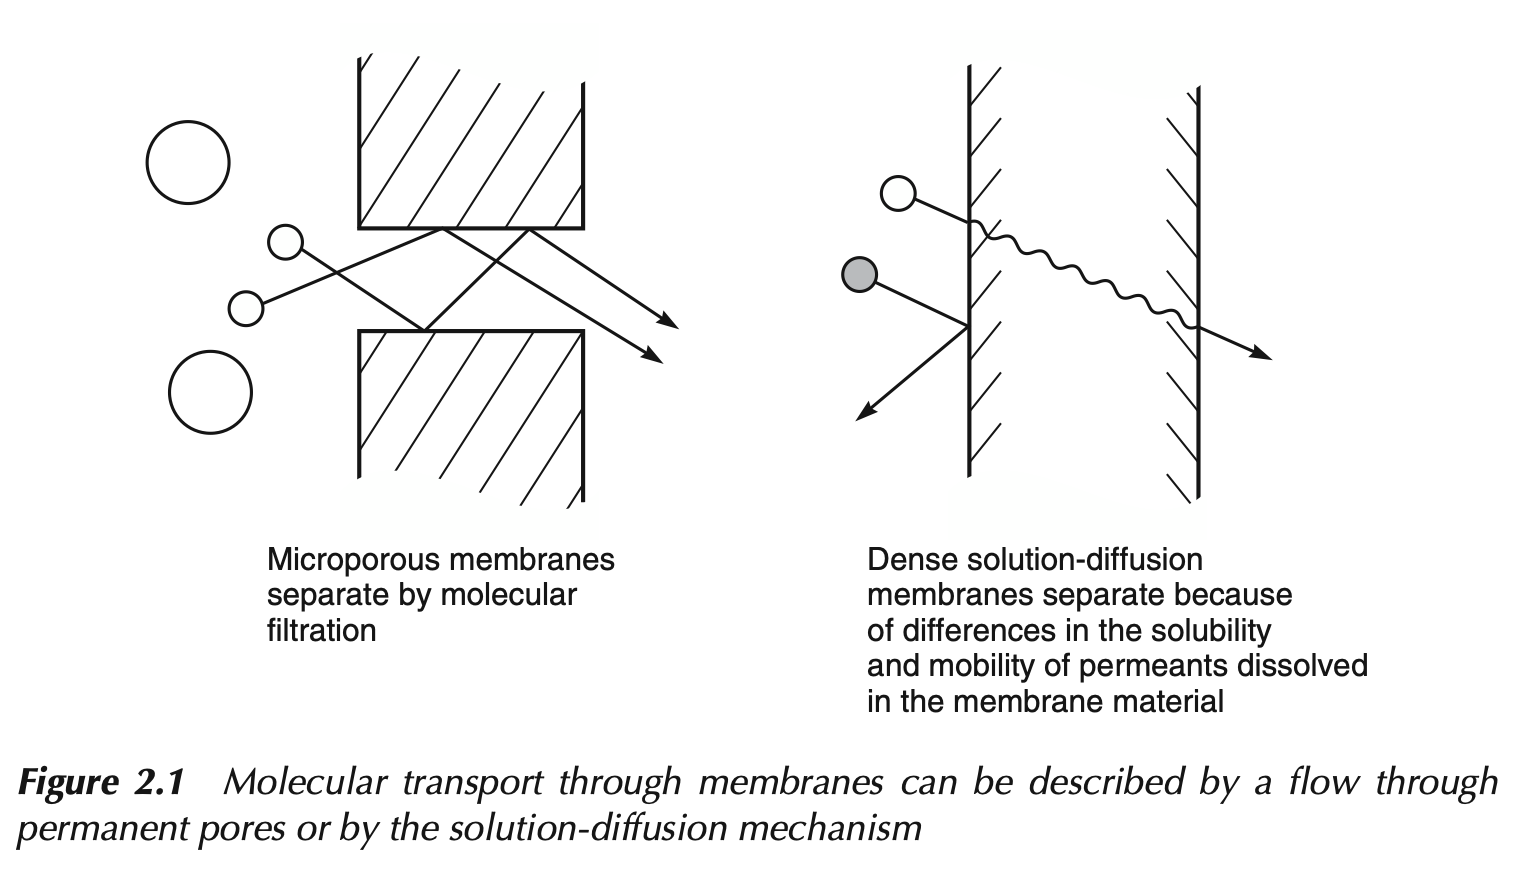 Microporous membranes
separate by molecular
filtration
Dense solution-diffusion
membranes separate because
of differences in the solubility
and mobility of permeants dissolved
in the membrane material
Figure 2.1 Molecular transport through membranes can be described by a flow through
permanent pores or by the solution-diffusion mechanism